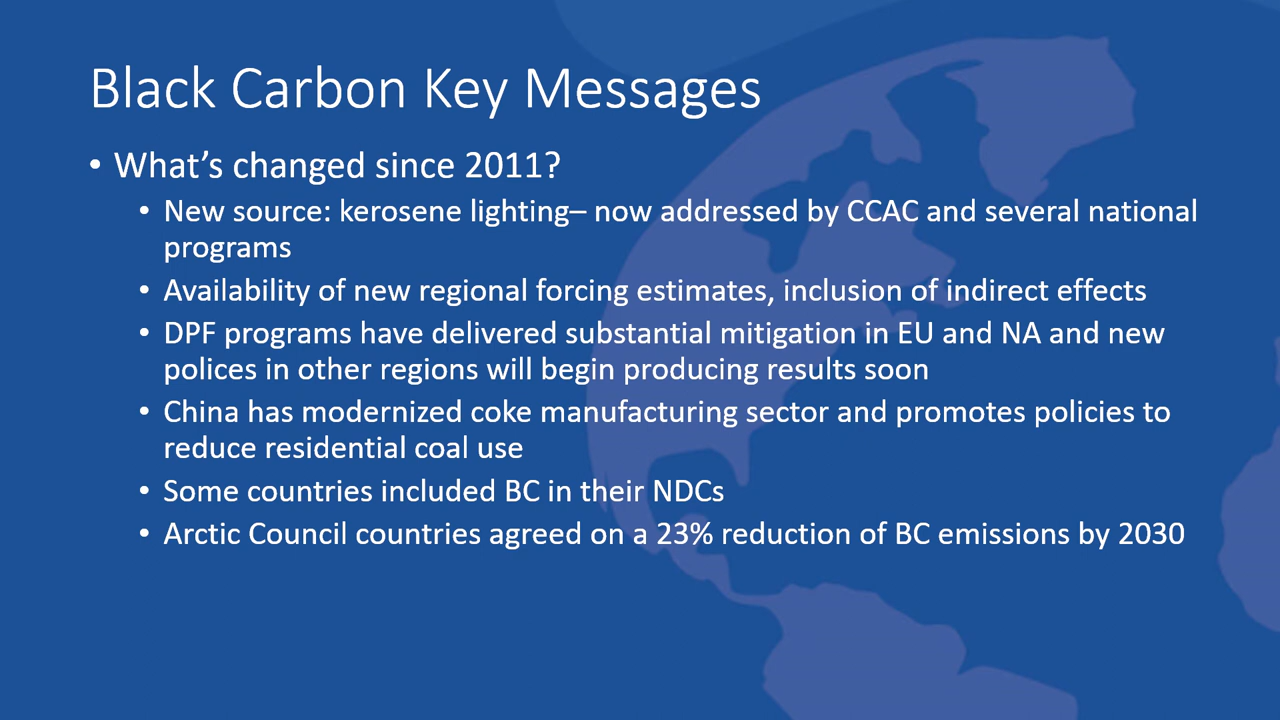 Black Carbon Key Messages
• What's changed since 2011?
• New source: kerosene lighting– now addressed by CCAC and several national
programs
• Availability of new regional forcing estimates, inclusion of indirect effects
• DPF programs have delivered substantial mitigation in EU and NA and new
polices in other regions will begin producing results soon
• China has modernized coke manufacturing sector and promotes policies to
reduce residential coal use
• Some countries included BC in their NDCs
• Arctic Council countries agreed on a 23% reduction of BC emissions by 2030